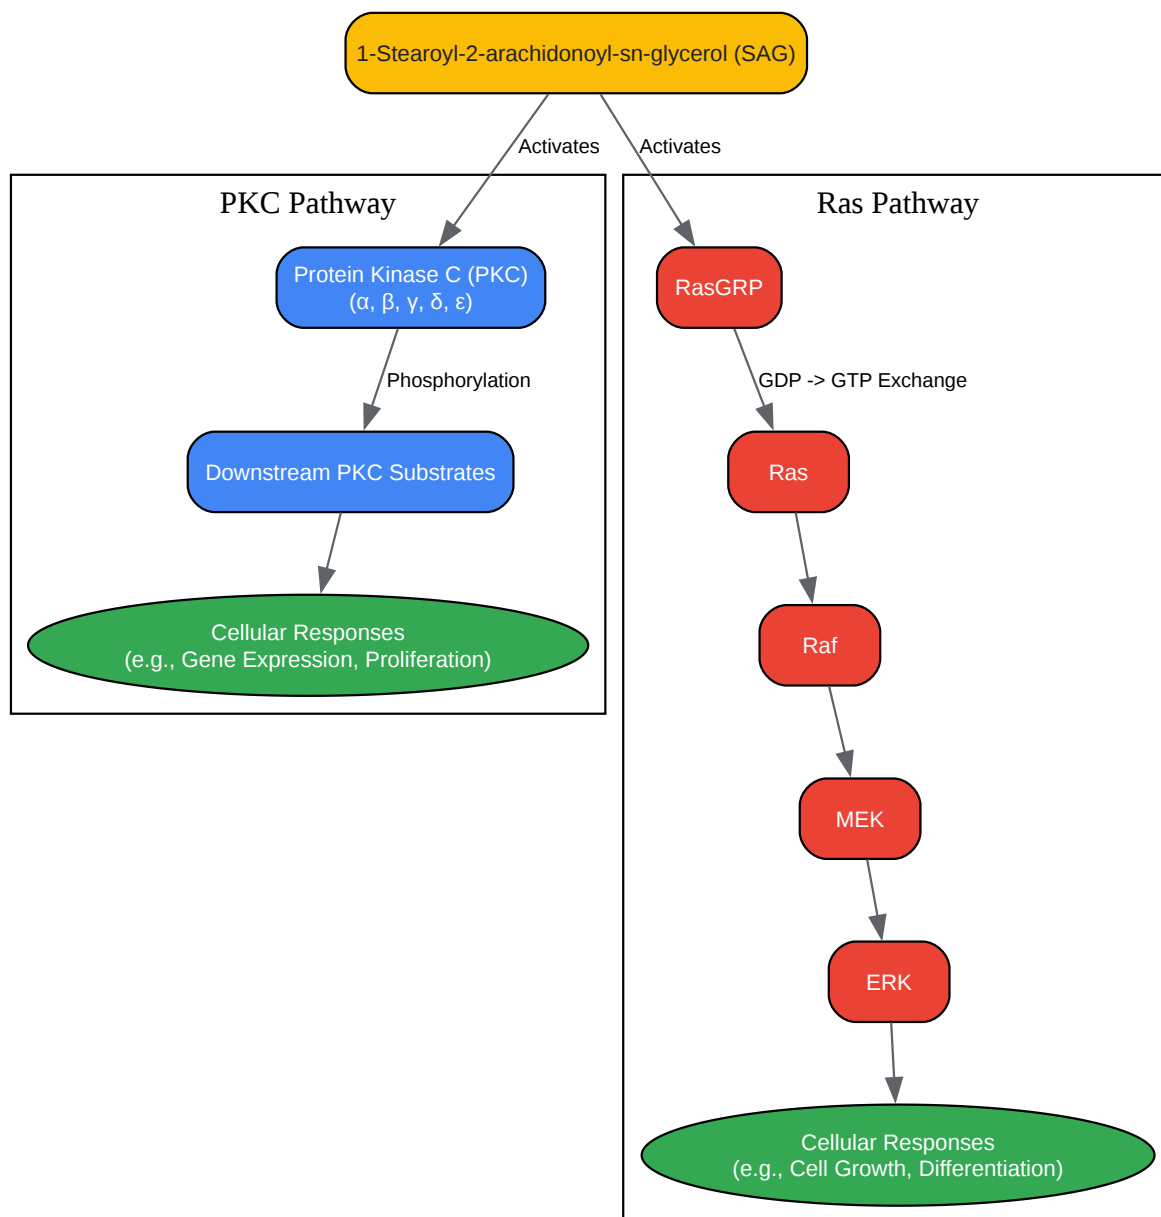 1-Stearoyl-2-arachidonoyl-sn-glycerol (SAG)
Activates
Activates
PKC Pathway
Protein Kinase C (PKC)
(α, β, γ, δ, ε)
Phosphorylation
Downstream PKC Substrates
Cellular Responses
(e.g., Gene Expression, Proliferation)
Ras Pathway
RasGRP
GDP -> GTP Exchange
Ras
Raf
MEK
ERK
Cellular Responses
(e.g., Cell Growth, Differentiation)